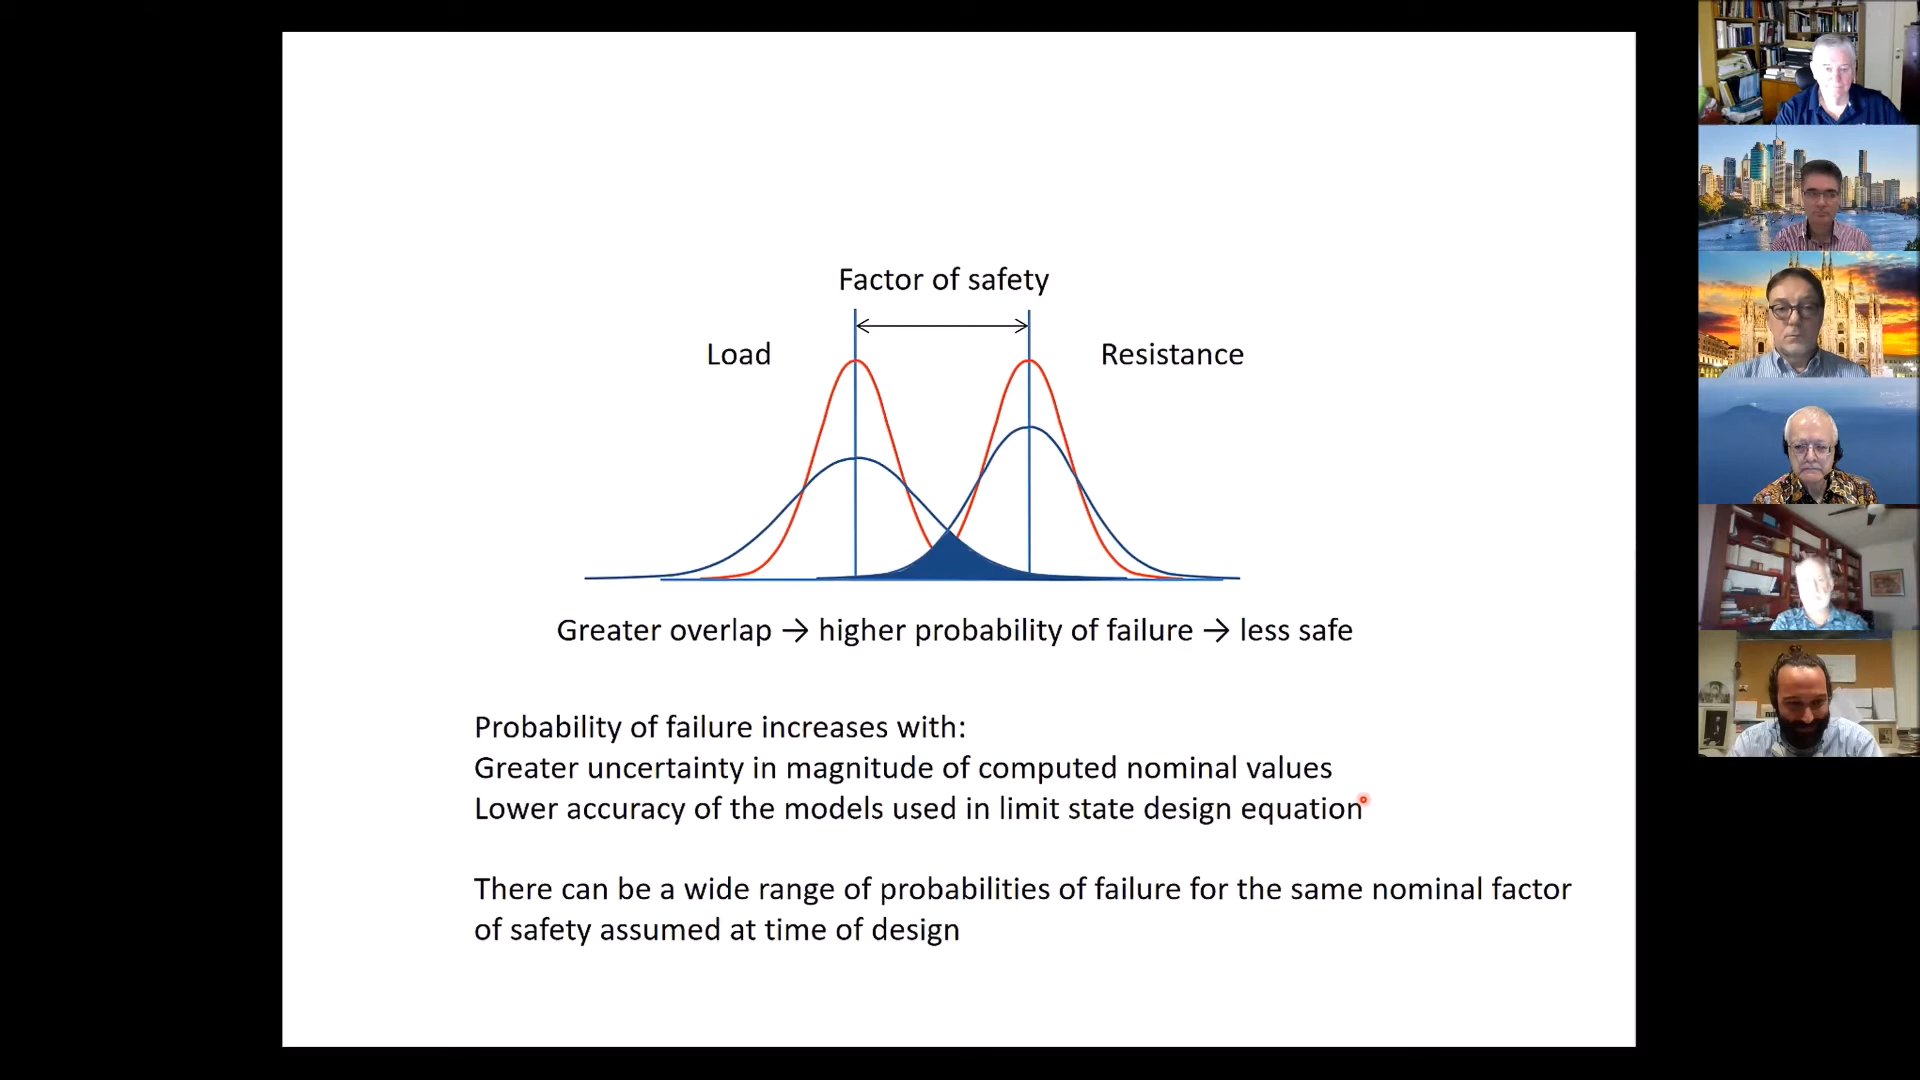 Factor of safety
Load
Resistance
Greater overlap → higher probability of failure → less safe
Probability of failure increases with:
Greater uncertainty in magnitude of computed nominal values
Lower accuracy of the models used in limit state design equation
There can be a wide range of probabilities of failure for the same nominal factor
of safety assumed at time of design